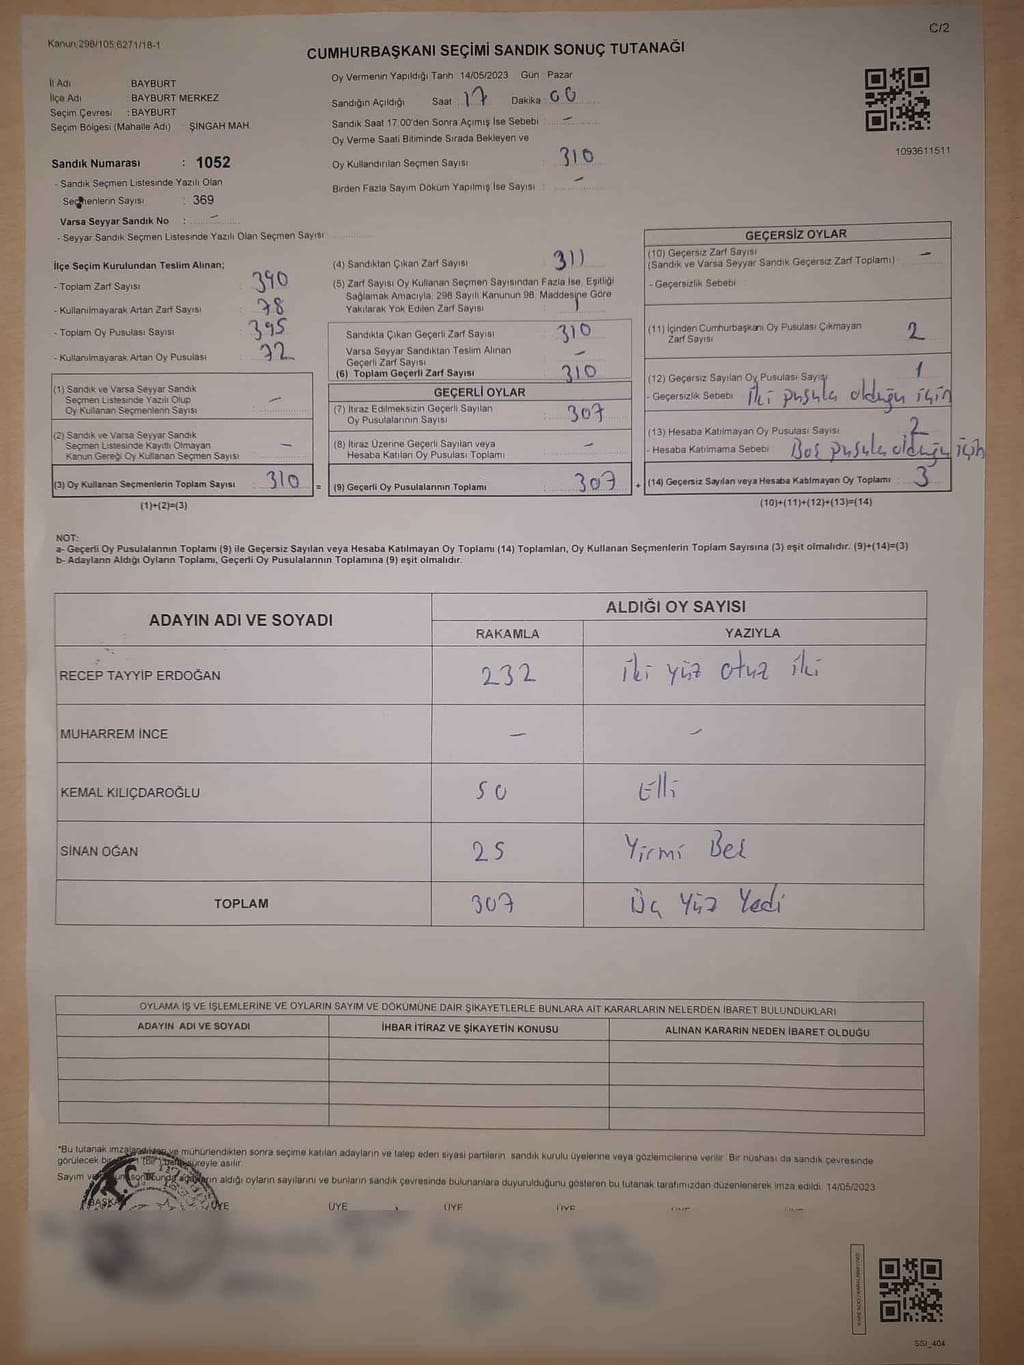 C/2
Kanun;298/105;6271/18-1
CUMHURBAŞKANI SEÇİMİ SANDIK SONUÇ TUTANAĞI
İl Adı BAYBURT
İlçe Adı BAYBURT MERKEZ
Seçim Çevresi : BAYBURT
Seçim Bölgesi (Mahalle Adı) ŞİNGAH MAH.
Sandık Numarası : 1052
- Sandık Seçmen Listesinde Yazılı Olan
Seçmenlerin Sayısı : 369
Varsa Seyyar Sandık No : -
- Seyyar Sandık Seçmen Listesinde Yazılı Olan Seçmen Sayısı
Oy Vermenin Yapıldığı Tarih :14/05/2023 Gün : Pazar
Sandığın Açıldığı Saat 17 Dakika 00
Sandık Saat 17:00'den Sonra Açımış İse Sebebi : -
Oy Verme Saati Bitiminde Sırada Bekleyen ve
Oy Kullandırılan Seçmen Sayısı : 310
Birden Fazla Sayım Döküm Yapılmış İse Sayısı : -
1093611511
İlçe Seçim Kurulundan Teslim Alınan;
- Toplam Zarf Sayısı 390
- Kullanılmayarak Artan Zarf Sayısı 78
- Toplam Oy Pusulası Sayısı 395
- Kullanılmayarak Artan Oy Pusulası 72
(1) Sandık ve Varsa Seyyar Sandık
Seçmen Listesinde Yazılı Olup
Oy Kullanan Seçmenlerin Sayısı : -
(2) Sandık ve Varsa Seyyar Sandık
Seçmen Listesinde Kayıtlı Olmayan
Kanun Gereği Oy Kullanan Seçmen Sayısı : -
(3) Oy Kullanan Seçmenlerin Toplam Sayısı : 310 =
(1)+(2)=(3)
(4) Sandıktan Çıkan Zarf Sayısı : 311
(5) Zarf Sayısı Oy Kullanan Seçmen Sayısından Fazla İse, Eşitliği
Sağlamak Amacıyla, 298 Sayılı Kanunun 98. Maddesine Göre
Yakılarak Yok Edilen Zarf Sayısı : 1
Sandıkta Çıkan Geçerli Zarf Sayısı : 310
Varsa Seyyar Sandıktan Teslim Alınan
Geçerli Zarf Sayısı : -
(6) Toplam Geçerli Zarf Sayısı : 310
GEÇERLİ OYLAR
(7) İtiraz Edilmeksizin Geçerli Sayılan
Oy Pusulalarının Sayısı : 307
(8) İtiraz Üzerine Geçerli Sayılan veya
Hesaba Katılan Oy Pusulası Toplamı : -
(9) Geçerli Oy Pusulalarının Toplamı : 307 +
GEÇERSİZ OYLAR
(10) Geçersiz Zarf Sayısı
(Sandık ve Varsa Seyyar Sandık Geçersiz Zarf Toplamı) : -
- Geçersizlik Sebebi :
(11) İçinden Cumhurbaşkanı Oy Pusulası Çıkmayan
Zarf Sayısı : 2
(12) Geçersiz Sayılan Oy Pusulası Sayısı : 1
- Geçersizlik Sebebi : İki pusula olduğu için
(13) Hesaba Katılmayan Oy Pusulası Sayısı : 2
- Hesaba Katılmama Sebebi : Boş pusula olduğu için
(14) Geçersiz Sayılan veya Hesaba Katılmayan Oy Toplamı : 3
(10)+(11)+(12)+(13)=(14)
NOT:
a- Geçerli Oy Pusulalarının Toplamı (9) ile Geçersiz Sayılan veya Hesaba Katılmayan Oy Toplamı (14) Toplamları, Oy Kullanan Seçmenlerin Toplam Sayısına (3) eşit olmalıdır. (9)+(14)=(3)
b- Adayların Aldığı Oyların Toplamı, Geçerli Oy Pusulalarının Toplamına (9) eşit olmalıdır.
ADAYIN ADI VE SOYADI ALDIĞI OY SAYISI
RAKAMLA YAZIYLA
RECEP TAYYİP ERDOĞAN 232 İki yüz otuz iki
MUHARREM İNCE - -
KEMAL KILIÇDAROĞLU 50 Elli
SİNAN OĞAN 25 Yirmi Beş
TOPLAM 307 Üç Yüz Yedi
OYLAMA İŞ VE İŞLEMLERİNE VE OYLARIN SAYIM VE DÖKÜMÜNE DAİR ŞİKAYETLERLE BUNLARA AİT KARARLARIN NELERDEN İBARET BULUNDUKLARI
ADAYIN ADI VE SOYADI İHBAR İTİRAZ VE ŞİKAYETİN KONUSU ALINAN KARARIN NEDEN İBARET OLDUĞU
"Bu tutanak imzalandıktan ve mühürlendikten sonra seçime katılan adayların ve talep eden siyasi partilerin, sandık kurulu üyelerine veya gözlemcilerine verilir. Bir nüshası da sandık çevresinde
görülecek bir (bir) süreyle asılır.
Sayım ve adayların aldığı oyların sayılarını ve bunların sandık çevresinde bulunanlara duyurulduğunu gösteren bu tutanak tarafımızdan düzenlenerek imza edildi. 14/05/2023
BAŞKAN ÜYE ÜYE ÜYE ÜYE
T.C.
SSI_404